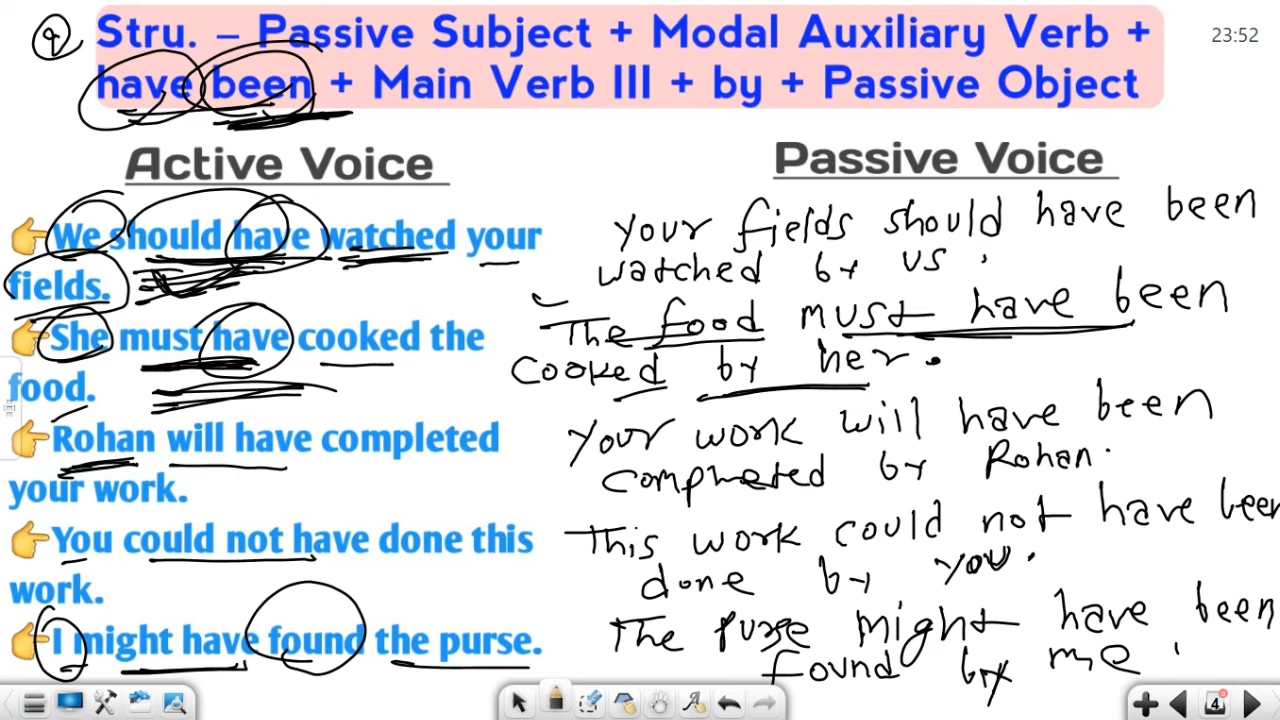 9
Stru. – Passive Subject + Modal Auxiliary Verb +
have been + Main Verb III + by + Passive Object
23:52
Active Voice
We should have watched your
fields.
She must have cooked the
food.
Rohan will have completed
your work.
You could not have done this
work.
I might have found the purse.
Passive Voice
Your fields should have been
watched by us.
The food must have been
cooked by her.
Your work will have been
completed by Rohan.
This work could not have been
done by you.
The purse might have been
found by me
4